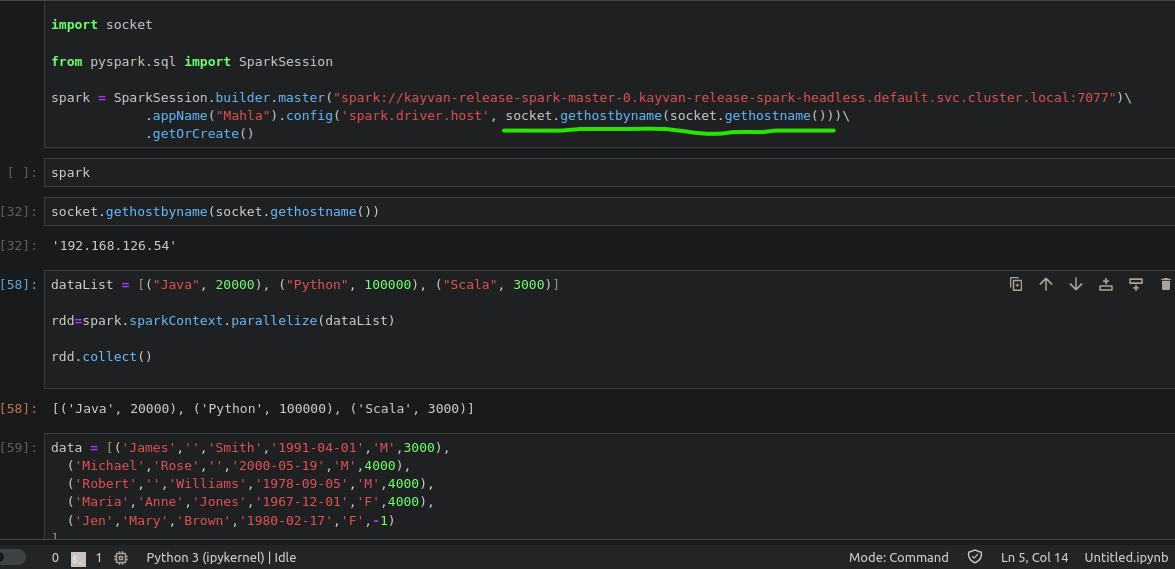 import socket
from pyspark.sql import SparkSession
spark = SparkSession.builder.master("spark://kayvan-release-spark-master-0.kayvan-release-spark-headless.default.svc.cluster.local:7077")\
.appName("Mahla").config('spark.driver.host', socket.gethostbyname(socket.gethostname()))\
.getOrCreate()
[ ]: spark
[32]: socket.gethostbyname(socket.gethostname())
[32]: '192.168.126.54'
[58]: dataList = [("Java", 20000), ("Python", 100000), ("Scala", 3000)]
rdd=spark.sparkContext.parallelize(dataList)
rdd.collect()
[58]: [('Java', 20000), ('Python', 100000), ('Scala', 3000)]
[59]: data = [('James','','Smith','1991-04-01','M',3000),
('Michael','Rose','','2000-05-19','M',4000),
('Robert','','Williams','1978-09-05','M',4000),
('Maria','Anne','Jones','1967-12-01','F',4000),
('Jen','Mary','Brown','1980-02-17','F',-1)
]
0 1 Python 3 (ipykernel) | Idle Mode: Command Ln 5, Col 14 Untitled.ipynb